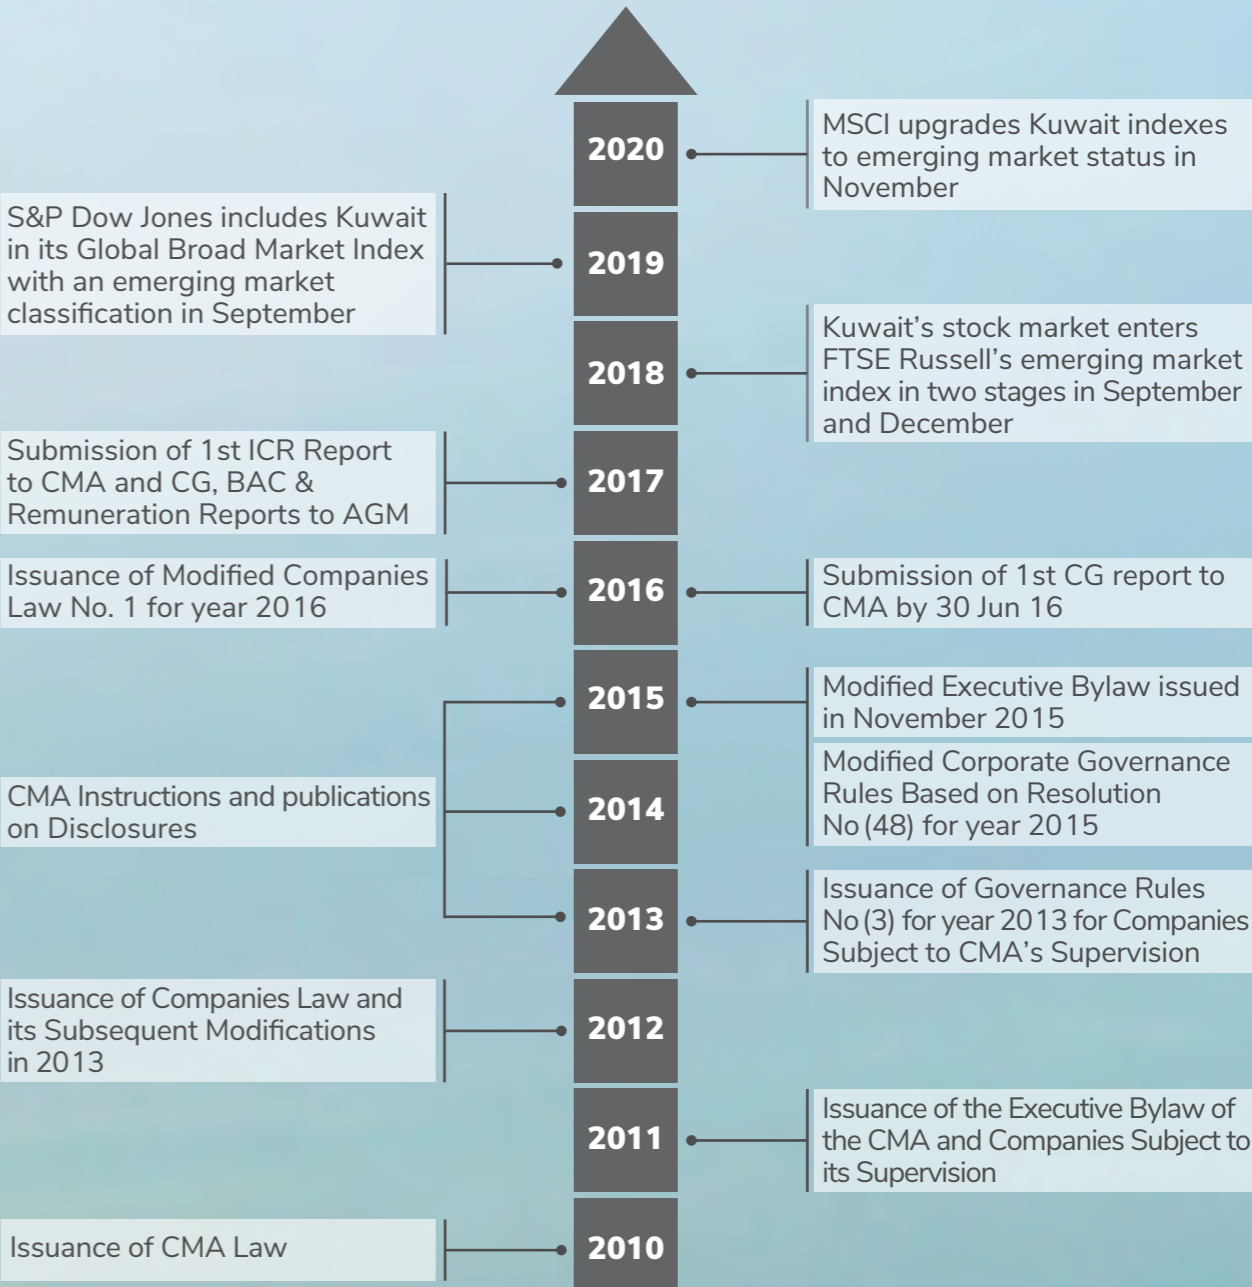 2020
MSCI upgrades Kuwait indexes
to emerging market status in
November
S&P Dow Jones includes Kuwait
in its Global Broad Market Index
with an emerging market
classification in September
2019
2018
Kuwait’s stock market enters
FTSE Russell’s emerging market
index in two stages in September
and December
Submission of 1st ICR Report
to CMA and CG, BAC &
Remuneration Reports to AGM
2017
Issuance of Modified Companies
Law No. 1 for year 2016
2016
Submission of 1st CG report to
CMA by 30 Jun 16
2015
Modified Executive Bylaw issued
in November 2015
Modified Corporate Governance
Rules Based on Resolution
No (48) for year 2015
CMA Instructions and publications
on Disclosures
2014
2013
Issuance of Governance Rules
No (3) for year 2013 for Companies
Subject to CMA’s Supervision
Issuance of Companies Law and
its Subsequent Modifications
in 2013
2012
2011
Issuance of the Executive Bylaw of
the CMA and Companies Subject to
its Supervision
Issuance of CMA Law
2010